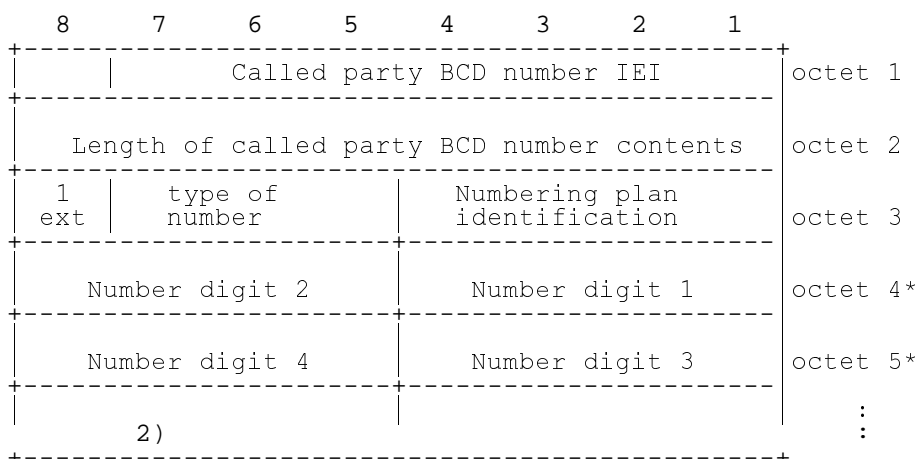 8 7 6 5 4 3 2 1
Called party BCD number IEI octet 1
Length of called party BCD number contents octet 2
1 type of Numbering plan
ext number identification octet 3
Number digit 2 Number digit 1 octet 4*
Number digit 4 Number digit 3 octet 5*
:
2) :